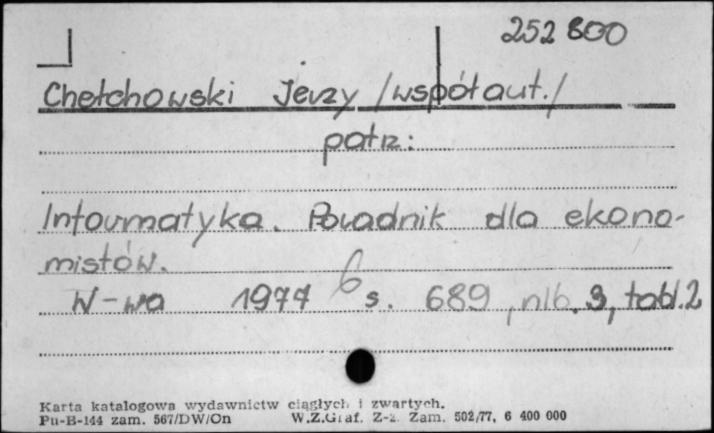 252 800
Chełchowski Jerzy /współaut./
patrz:
Informatyka. Poradnik dla ekono-
mistów.
W-wa 1977 s. 689, nlb. 3, tabl. 2
Karta katalogowa wydawnictw ciągłych i zwartych.
Pu-B-144 zam. 567/DW/On W.Z.Graf. Z-2. Zam. 502/77, 6 400 000